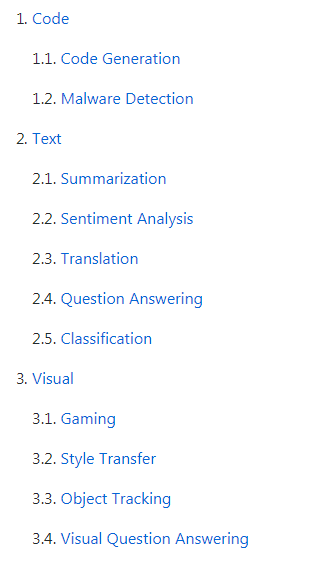 1. Code
1.1. Code Generation
1.2. Malware Detection
2. Text
2.1. Summarization
2.2. Sentiment Analysis
2.3. Translation
2.4. Question Answering
2.5. Classification
3. Visual
3.1. Gaming
3.2. Style Transfer
3.3. Object Tracking
3.4. Visual Question Answering